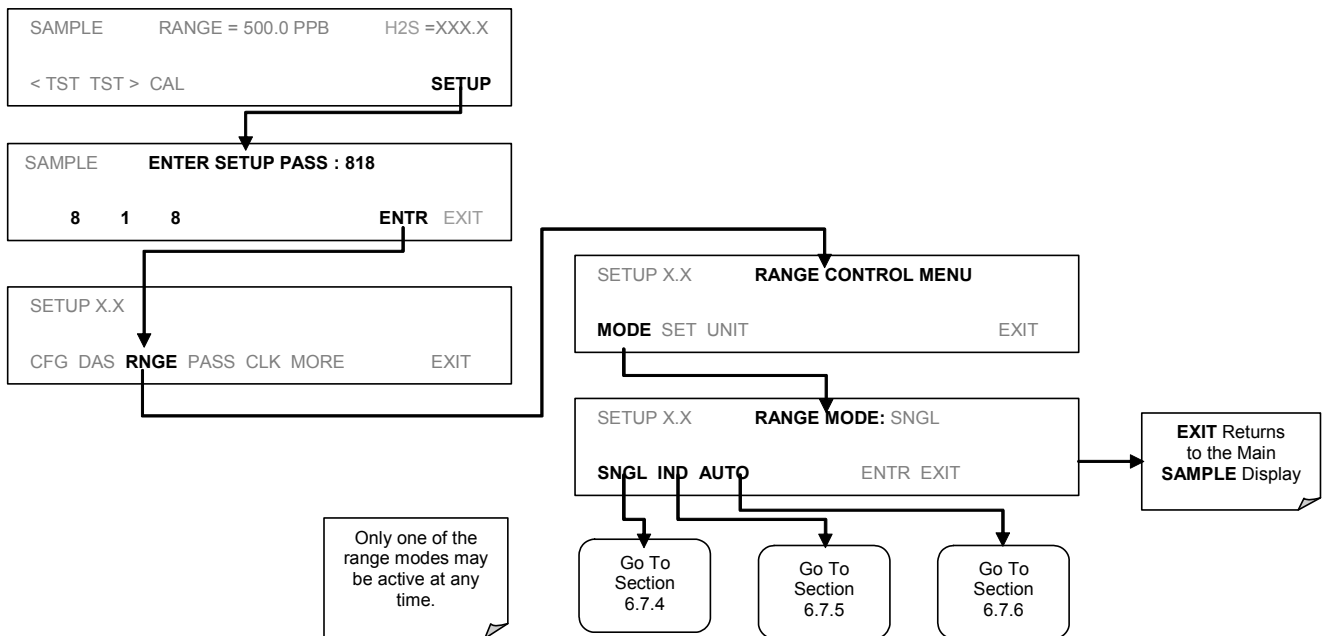 SAMPLE RANGE = 500.0 PPB H2S =XXX.X
< TST TST > CAL SETUP
SAMPLE ENTER SETUP PASS : 818
8 1 8 ENTR EXIT
SETUP X.X
CFG DAS RNGE PASS CLK MORE EXIT
SETUP X.X RANGE CONTROL MENU
MODE SET UNIT EXIT
SETUP X.X RANGE MODE: SNGL
SNGL IND AUTO ENTR EXIT
EXIT Returns
to the Main
SAMPLE Display
Only one of the
range modes may
be active at any
time.
Go To
Section
6.7.4
Go To
Section
6.7.5
Go To
Section
6.7.6